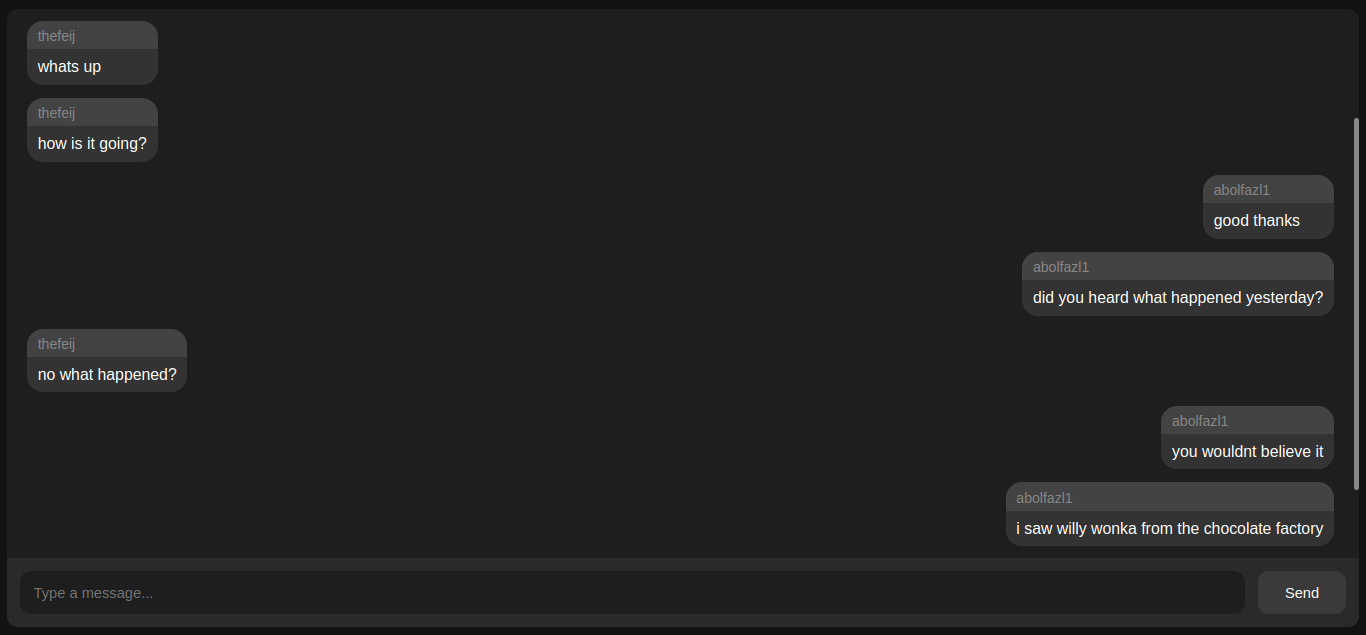 thefeij
whats up
thefeij
how is it going?
abolfazl1
good thanks
abolfazl1
did you heard what happened yesterday?
thefeij
no what happened?
abolfazl1
you wouldnt believe it
abolfazl1
i saw willy wonka from the chocolate factory
Type a message...
Send